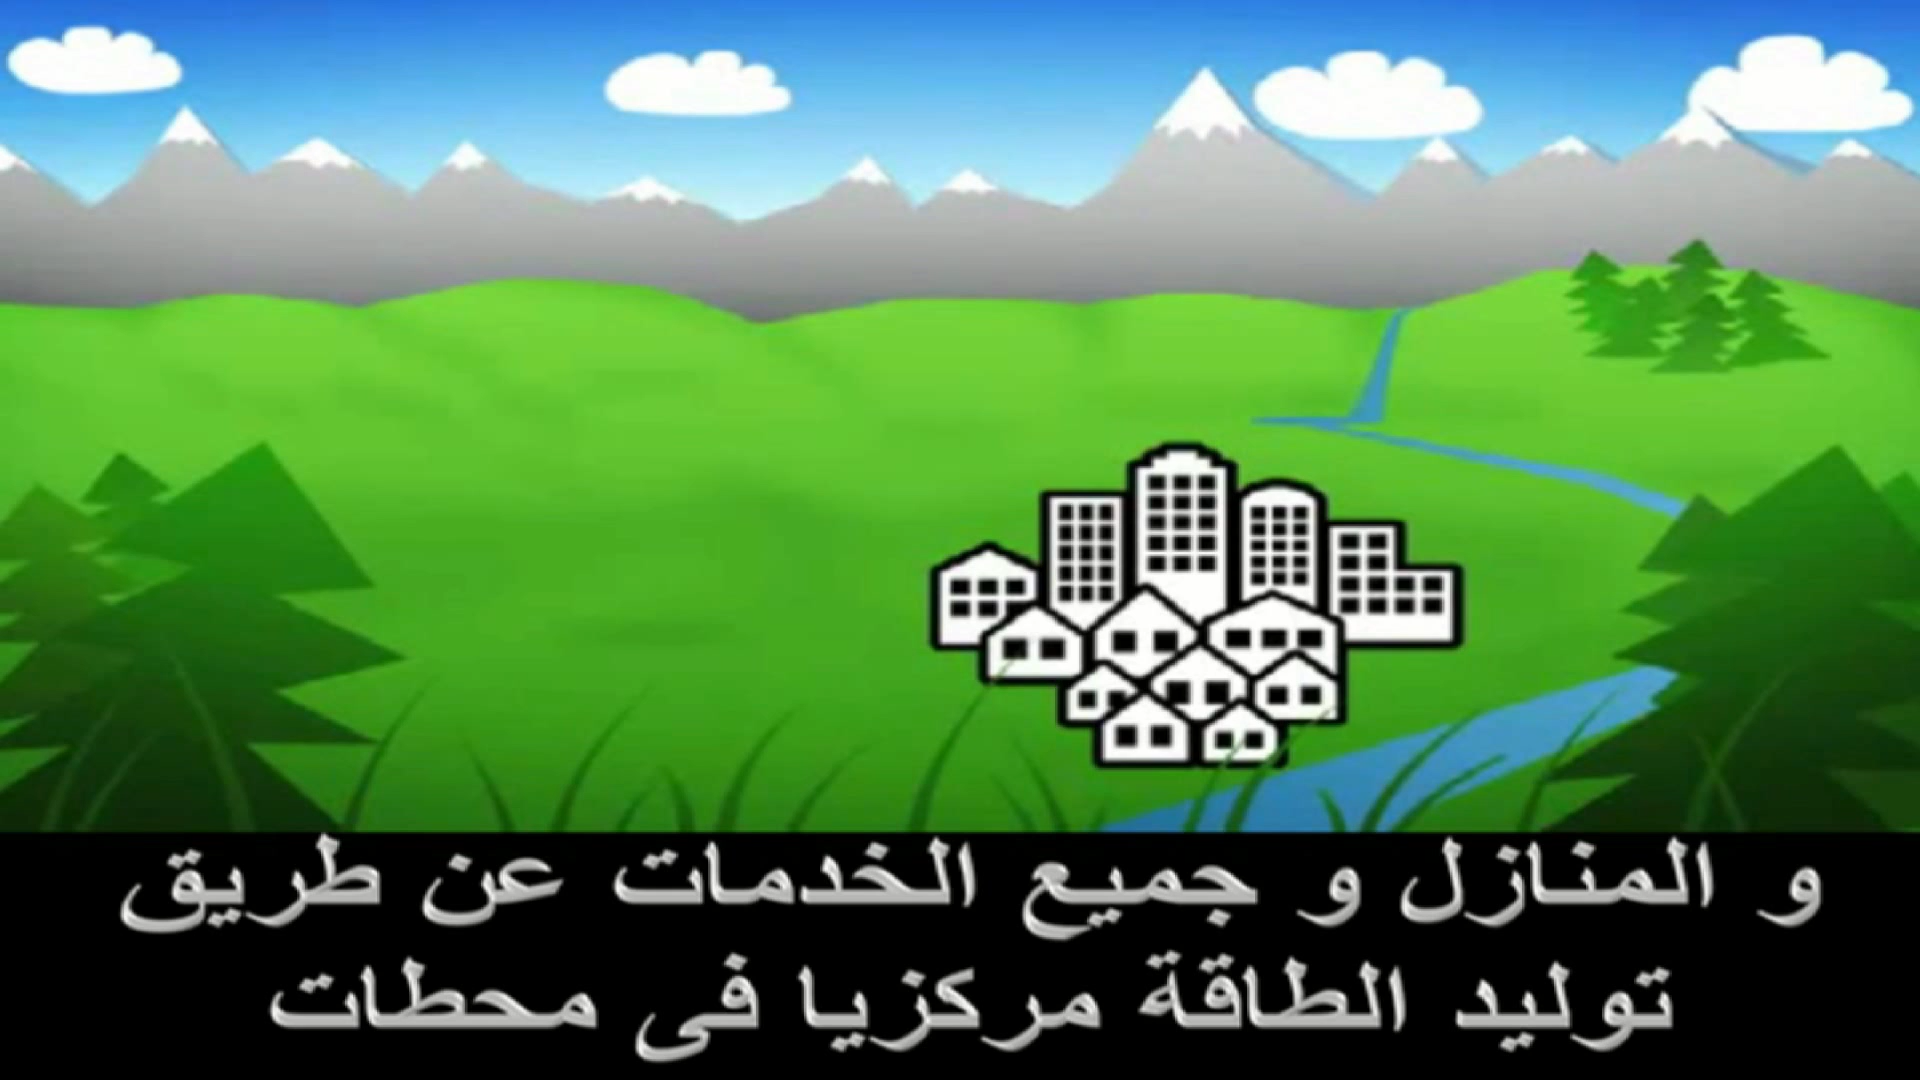 و المنازل و جميع الخدمات عن طريق
توليد الطاقة مركزيا فى محطات